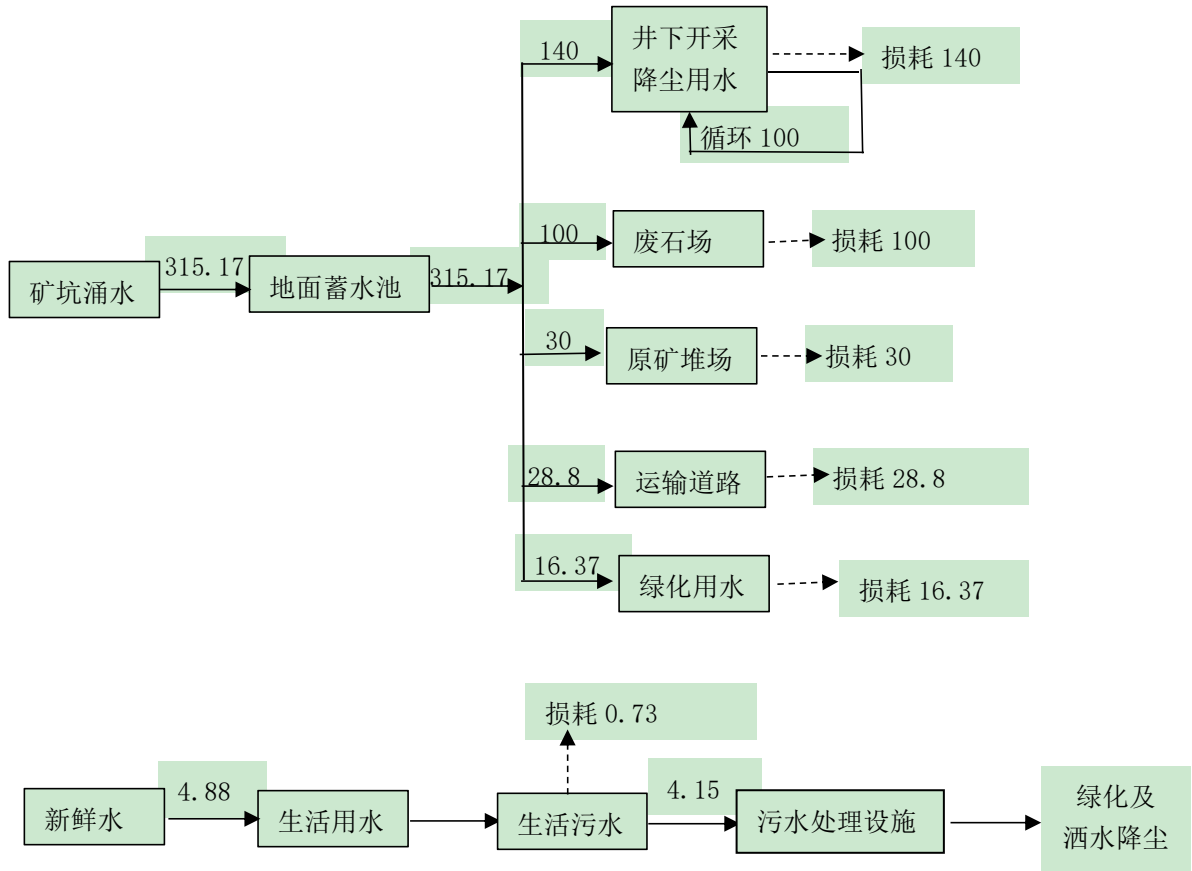 140
井下开采
降尘用水
损耗 140
循环 100
100
废石场
损耗 100
矿坑涌水
315.17
地面蓄水池
315.17
30
原矿堆场
损耗 30
28.8
运输道路
损耗 28.8
16.37
绿化用水
损耗 16.37
损耗 0.73
新鲜水
4.88
生活用水
生活污水
4.15
污水处理设施
绿化及
洒水降尘